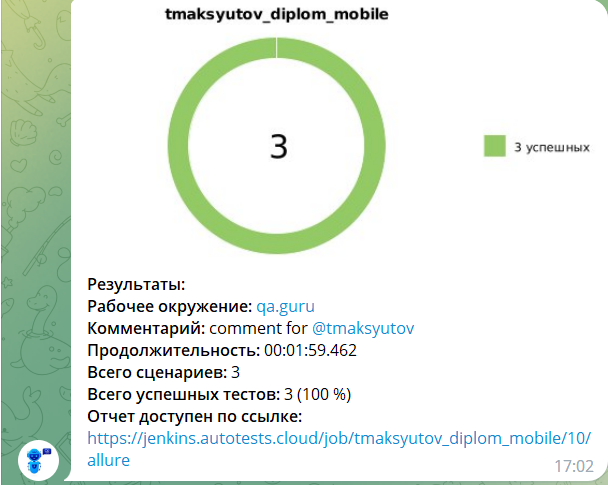 tmaksyutov_diplom_mobile
3
3 успешных
Результаты:
Рабочее окружение: qa.guru
Комментарий: comment for @tmaksyutov
Продолжительность: 00:01:59.462
Всего сценариев: 3
Всего успешных тестов: 3 (100 %)
Отчет доступен по ссылке:
https://jenkins.autotests.cloud/job/tmaksyutov_diplom_mobile/10/
allure
17:02